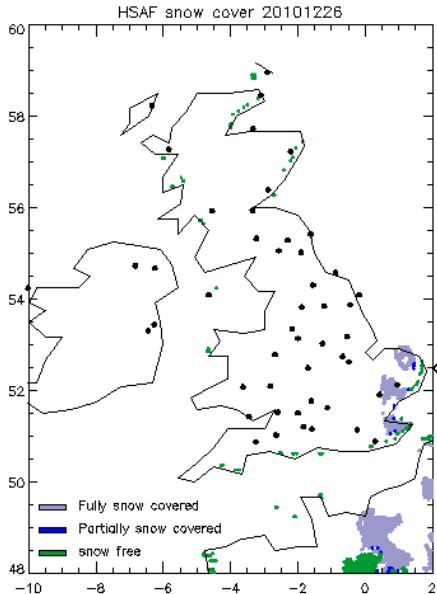 HSAF snow cover 20101226
60
58
56
54
52
50
48
Fully snow covered
Partially snow covered
snow free
-10 -8 -6 -4 -2 0 2